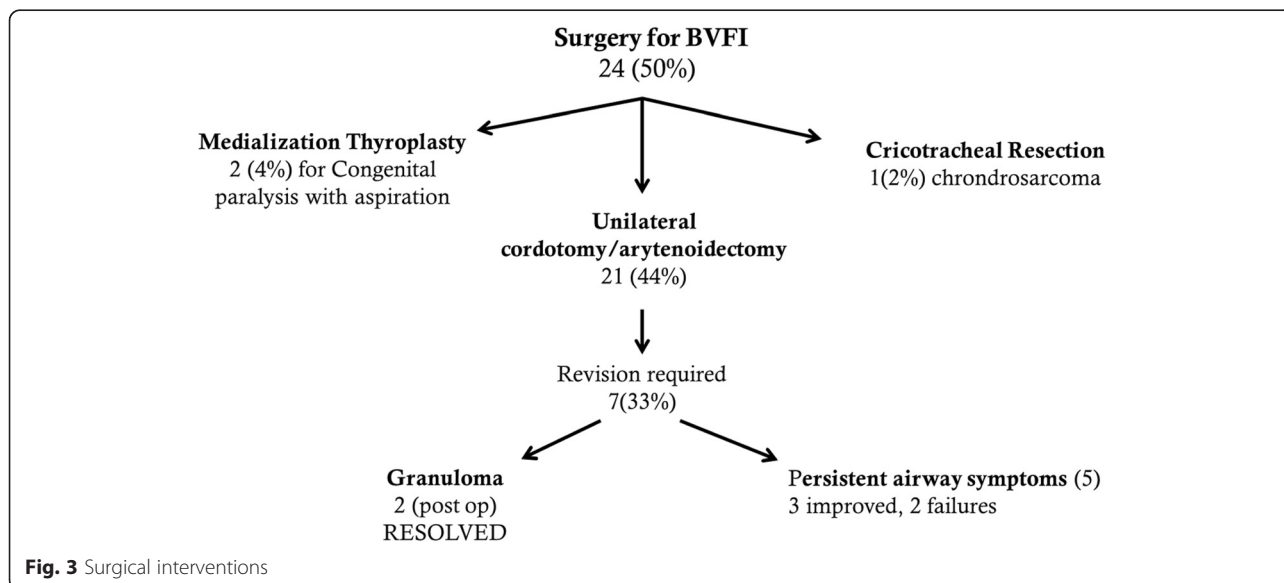 Surgery for BVFI
24 (50%)
Medialization Thyroplasty
2 (4%) for Congenital
paralysis with aspiration
Cricotracheal Resection
1(2%) chrondrosarcoma
Unilateral
cordotomy/arytenoidectomy
21 (44%)
Revision required
7(33%)
Granuloma
2 (post op)
RESOLVED
Persistent airway symptoms (5)
3 improved, 2 failures
Fig. 3 Surgical interventions